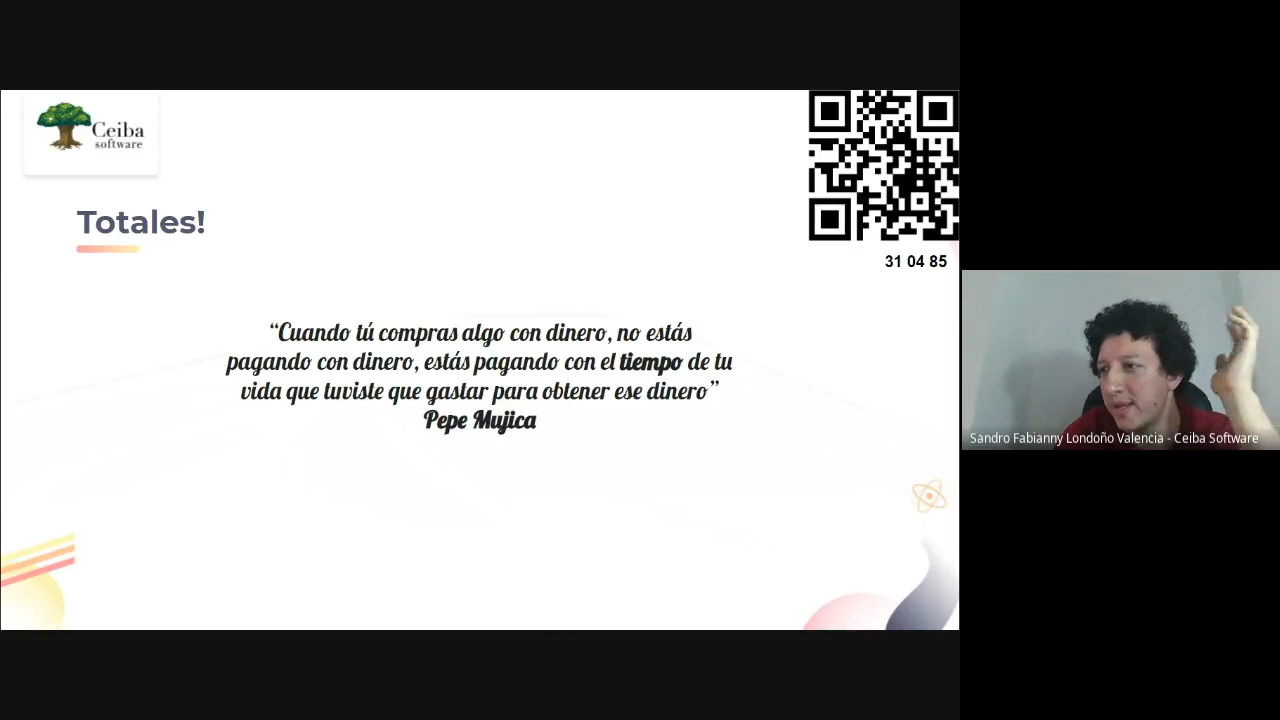 Ceiba
software
Totales!
31 04 85
“Cuando tú compras algo con dinero, no estás
pagando con dinero, estás pagando con el tiempo de tu
vida que tuviste que gastar para obtener ese dinero”
Pepe Mujica
Sandro Fabianny Londoño Valencia - Ceiba Software